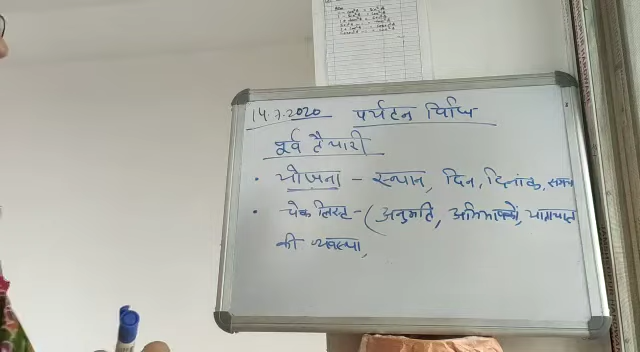 14.7.2020 पर्यटन विधि
पूर्व तैयारी
• योजना - स्थान, दिन, दिनांक, समय
• चेक लिस्ट - ( अनुमति, अभिभावकों, यातायात
की व्यवस्था,